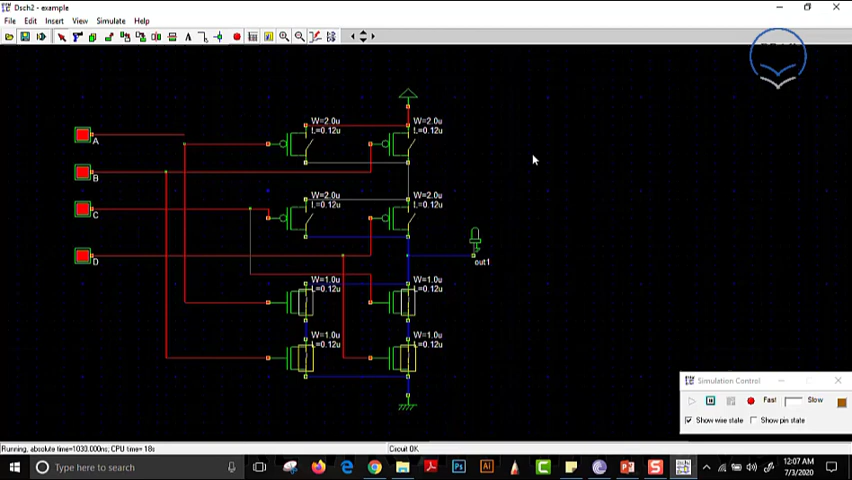 Dsch2 - example
File Edit Insert View Simulate Help
W=2.0u
L=0.12u
W=2.0u
L=0.12u
A
B
W=2.0u
L=0.12u
W=2.0u
L=0.12u
C
D
out1
W=1.0u
L=0.12u
W=1.0u
L=0.12u
W=1.0u
L=0.12u
W=1.0u
L=0.12u
Simulation Control
Fast Slow
Show wire state Show pin state
Running, absolute time=1030.000ns; CPU time- 18s
Circuit OK
Type here to search
12:07 AM
7/3/2020